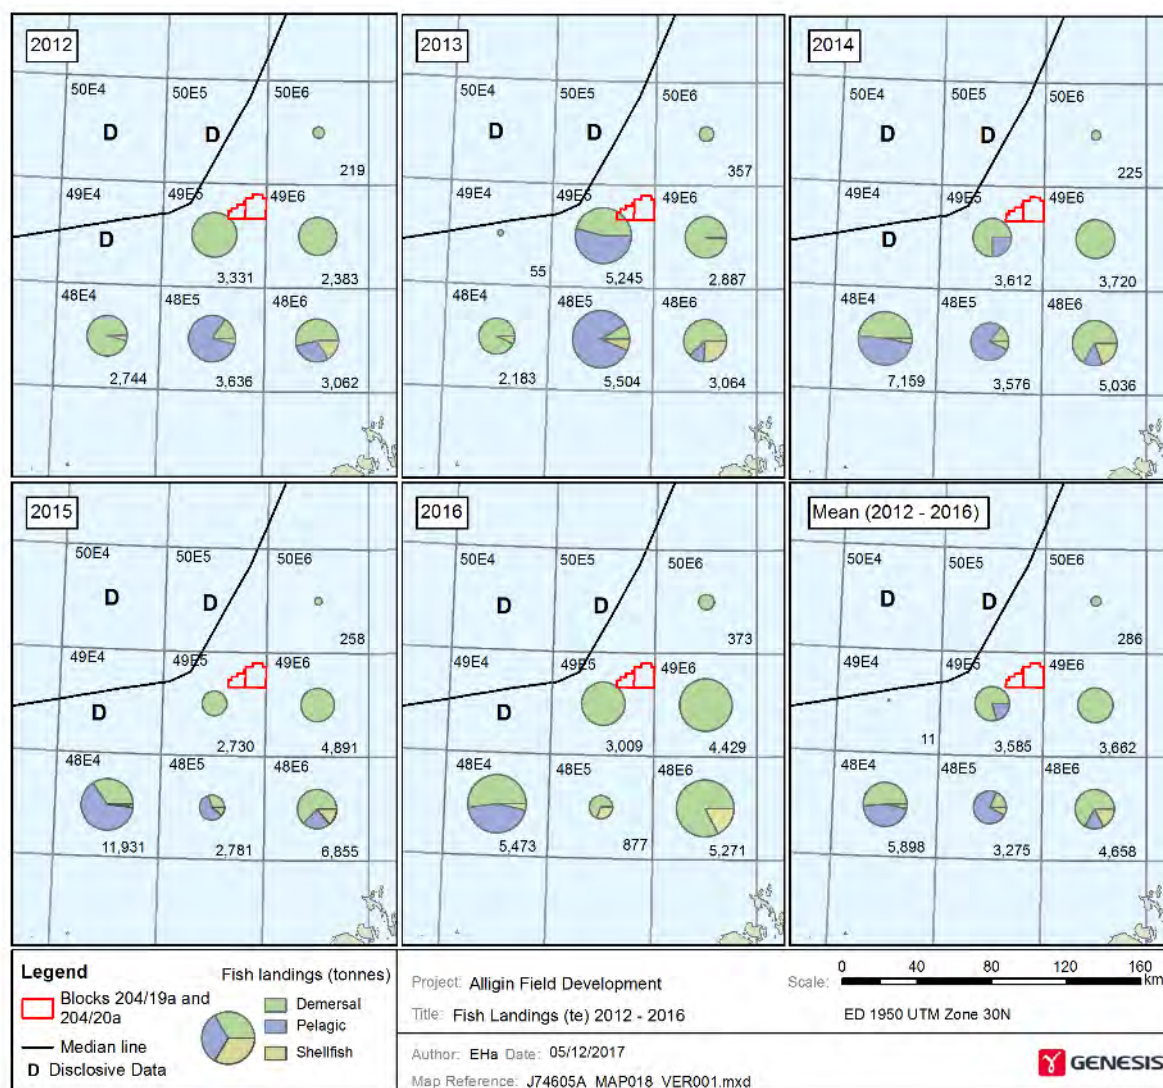 2012
50E4
50E5
50E6
D
D
219
49E4
49E5
49E6
D
3,331
2,383
48E4
48E5
48E6
2,744
3,636
3,062
2013
50E4
50E5
50E6
D
D
357
49E4
49E5
49E6
55
5,245
2,887
48E4
48E5
48E6
2,183
5,504
3,064
2014
50E4
50E5
50E6
D
D
225
49E4
49E5
49E6
D
3,612
3,720
48E4
48E5
48E6
7,159
3,576
5,036
2015
50E4
50E5
50E6
D
D
258
49E4
49E5
49E6
D
2,730
4,891
48E4
48E5
48E6
11,931
2,781
6,855
2016
50E4
50E5
50E6
D
D
373
49E4
49E5
49E6
D
3,009
4,429
48E4
48E5
48E6
5,473
877
5,271
Mean (2012 - 2016)
50E4
50E5
50E6
D
D
286
49E4
49E5
49E6
11
3,585
3,662
48E4
48E5
48E6
5,898
3,275
4,658
Legend
Blocks 204/19a and
204/20a
Median line
D Disclosive Data
Fish landings (tonnes)
Demersal
Pelagic
Shellfish
Project: Alligin Field Development
Title: Fish Landings (te) 2012 - 2016
Author: EHa Date: 05/12/2017
Map Reference: J74605A_MAP018_VER001.mxd
Scale: 0 40 80 120 160
km
ED 1950 UTM Zone 30N
GENESIS